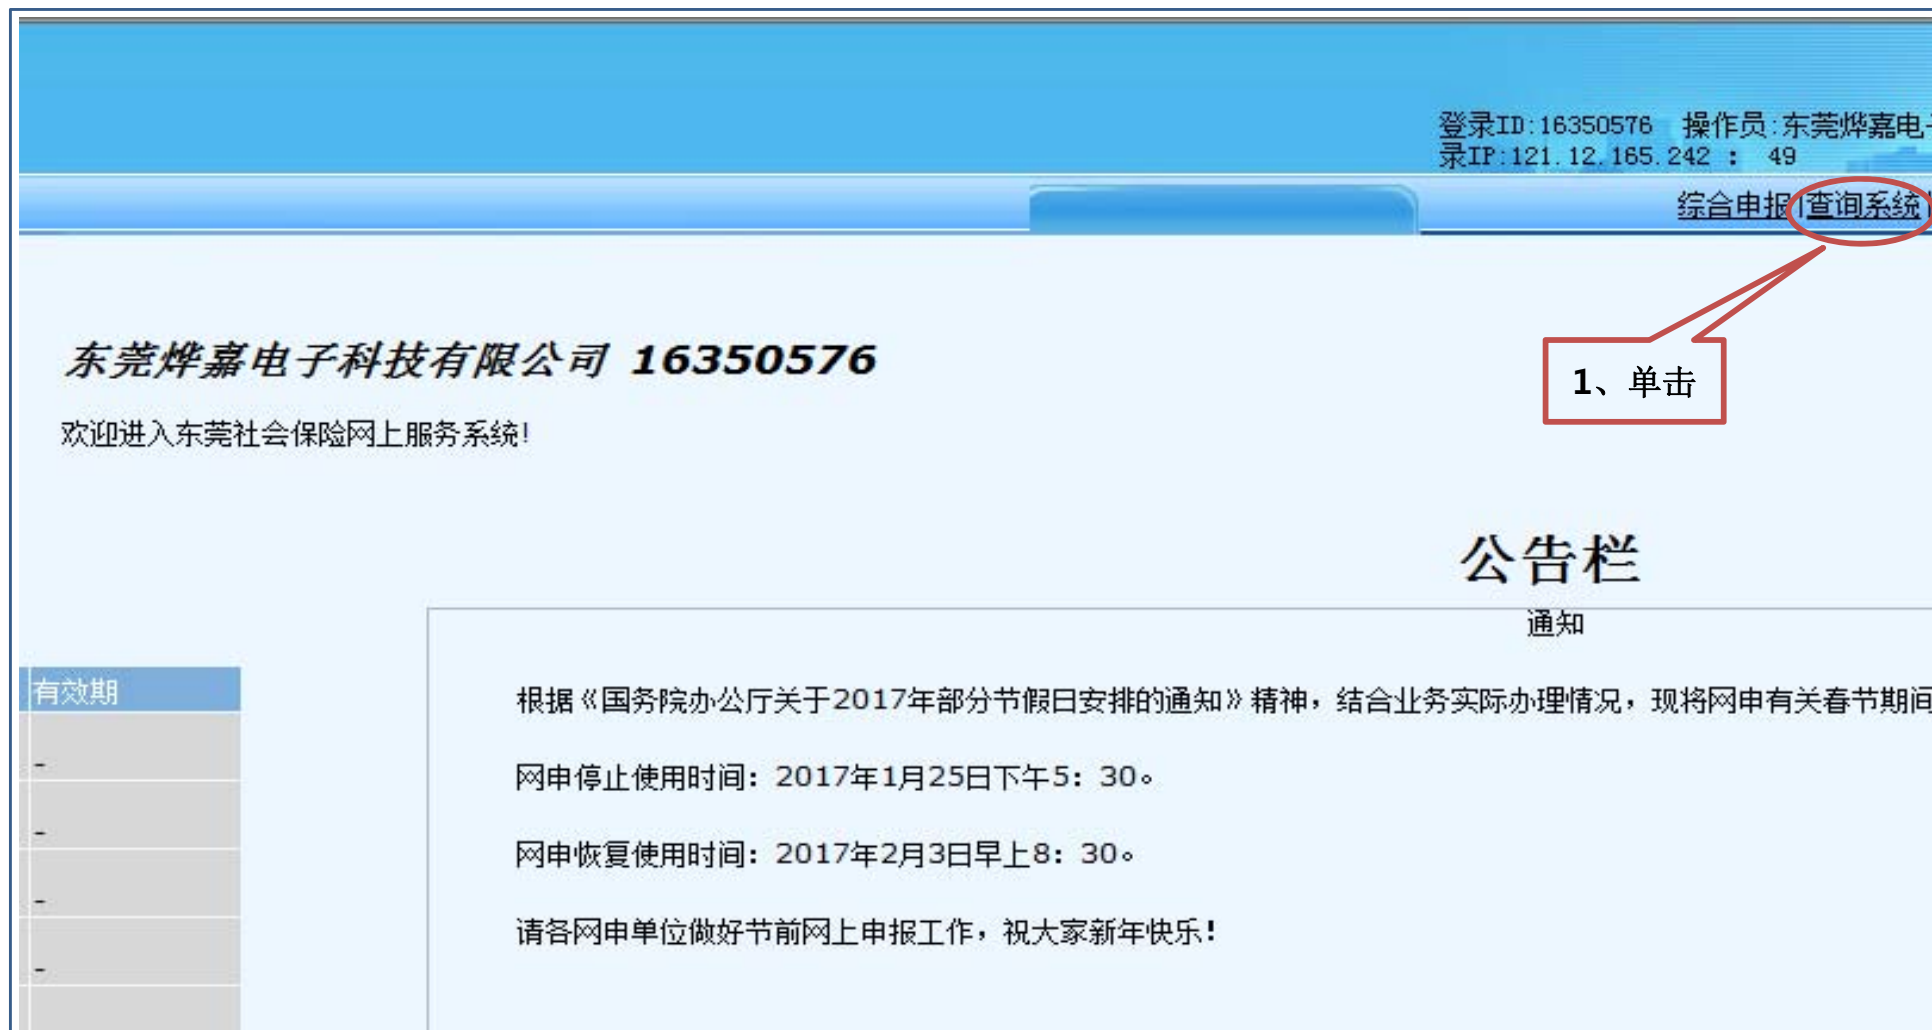 登录ID:16350576 操作员:东莞烨嘉电
录IP:121.12.165.242 : 49
综合申报|查询系统|
1、单击
东莞烨嘉电子科技有限公司 16350576
欢迎进入东莞社会保险网上服务系统!
公告栏
通知
有效期
根据《国务院办公厅关于2017年部分节假日安排的通知》精神，结合业务实际办理情况，现将网申有关春节期间
-
网申停止使用时间：2017年1月25日下午5：30。
-
网申恢复使用时间：2017年2月3日早上8：30。
-
请各网申单位做好节前网上申报工作，祝大家新年快乐!
-